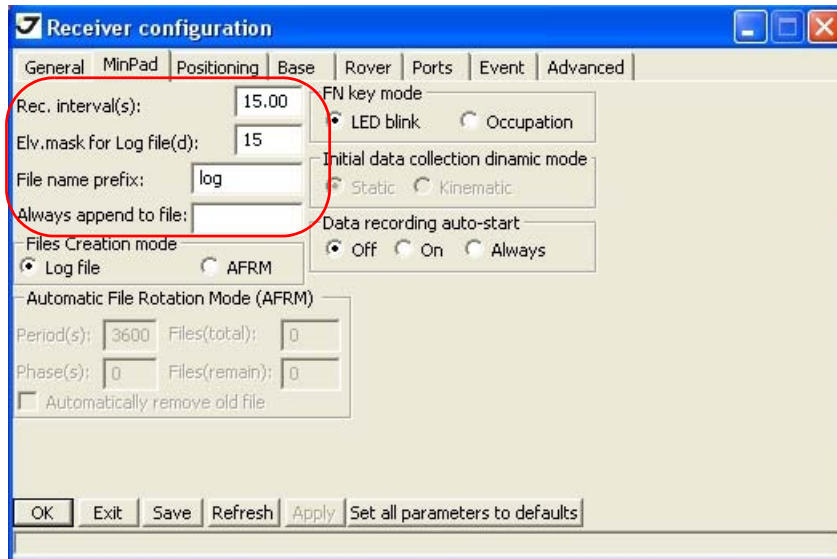 Receiver configuration
General MinPad Positioning Base Rover Ports Event Advanced
Rec. interval(s): 15.00
Elv.mask for Log file(d): 15
File name prefix: log
Always append to file:
Files Creation mode
Log file AFRM
Automatic File Rotation Mode (AFRM)
Period(s): 3600 Files(total): 0
Phase(s): 0 Files(remain): 0
Automatically remove old file
FN key mode
LED blink Occupation
Initial data collection dinamic mode
Static Kinematic
Data recording auto-start
Off On Always
OK Exit Save Refresh Apply Set all parameters to defaults